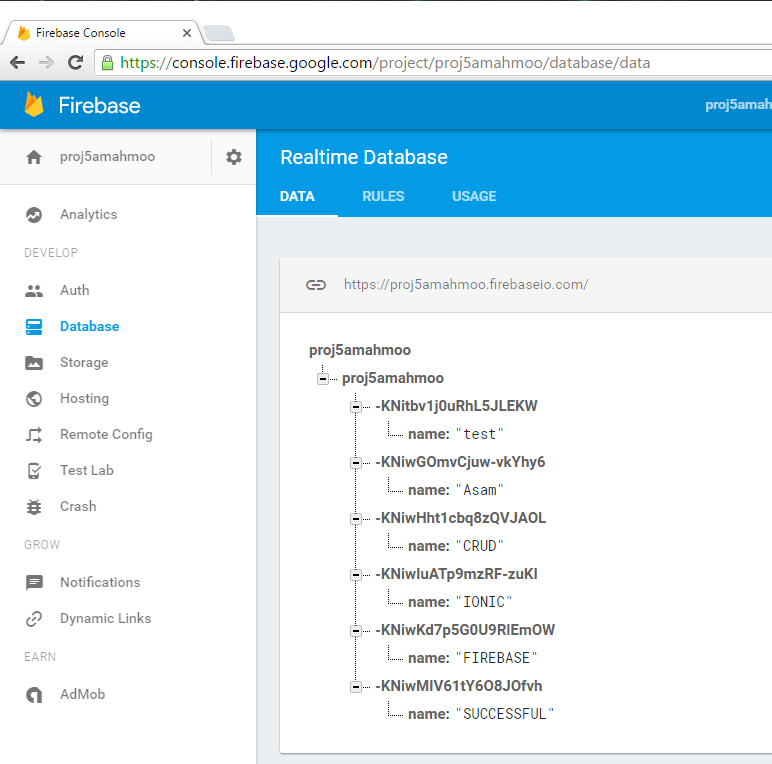 Firebase Console
https://console.firebase.google.com/project/proj5amahmoo/database/data
Firebase
proj5amah
proj5amahmoo
Realtime Database
DATA RULES USAGE
Analytics
DEVELOP
Auth
Database
Storage
Hosting
Remote Config
Test Lab
Crash
GROW
Notifications
Dynamic Links
EARN
AdMob
https://proj5amahmoo.firebaseio.com/
proj5amahmoo
proj5amahmoo
-KNitbv1j0uRhL5JLEKW
name: "test"
-KNiwGOmvCjuw-vkYhy6
name: "Asam"
-KNiwHht1cbq8zQVJAOL
name: "CRUD"
-KNiwIuATp9mzRF-zuKI
name: "IONIC"
-KNiwKd7p5G0U9RlEmOW
name: "FIREBASE"
-KNiwMIV61tY6O8JOfvh
name: "SUCCESSFUL"